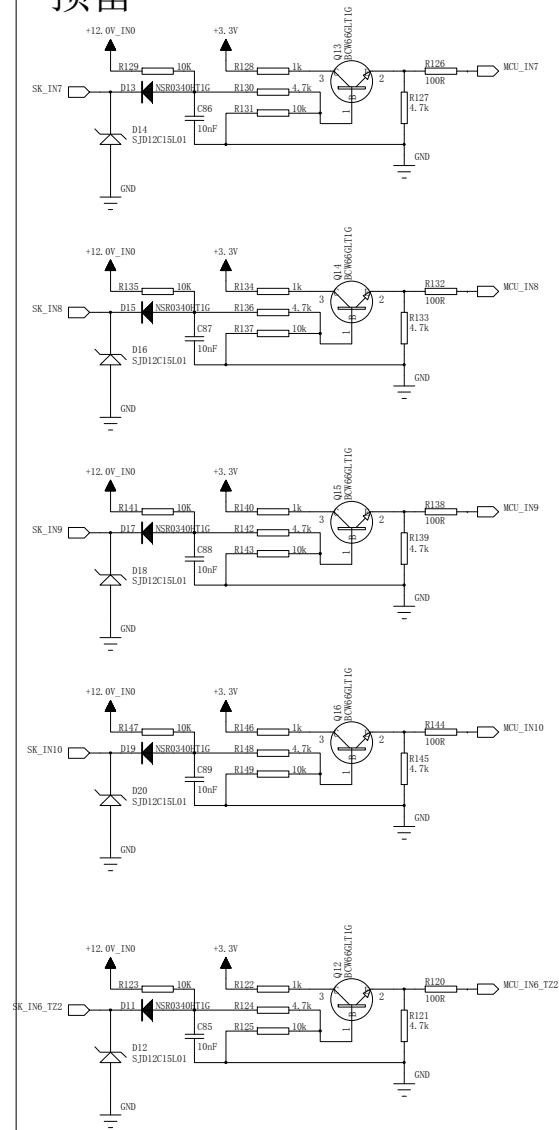 预留
+12.0V_IN0
+3.3V
Q13
BCW66GLT1G
R129
10K
R128
1k
3
2
R126
100R
MCU_IN7
SK_IN7
D13
NSR0340HT1G
R130
4.7k
R131
10k
1
B
C86
10nF
R127
4.7k
D14
SJD12C15L01
GND
GND
+12.0V_IN0
+3.3V
Q14
BCW66GLT1G
R135
10K
R134
1k
3
2
R132
100R
MCU_IN8
SK_IN8
D15
NSR0340HT1G
R136
4.7k
R137
10k
1
B
C87
10nF
R133
4.7k
D16
SJD12C15L01
GND
GND
+12.0V_IN0
+3.3V
Q15
BCW66GLT1G
R141
10K
R140
1k
3
2
R138
100R
MCU_IN9
SK_IN9
D17
NSR0340HT1G
R142
4.7k
R143
10k
1
B
C88
10nF
R139
4.7k
D18
SJD12C15L01
GND
GND
+12.0V_IN0
+3.3V
Q16
BCW66GLT1G
R147
10K
R146
1k
3
2
R144
100R
MCU_IN10
SK_IN10
D19
NSR0340HT1G
R148
4.7k
R149
10k
1
B
C89
10nF
R145
4.7k
D20
SJD12C15L01
GND
GND
+12.0V_IN0
+3.3V
Q12
BCW66GLT1G
R123
10K
R122
1k
3
2
R120
100R
MCU_IN6_TZ2
SK_IN6_TZ2
D11
NSR0340HT1G
R124
4.7k
R125
10k
1
B
C85
10nF
R121
4.7k
D12
SJD12C15L01
GND
GND